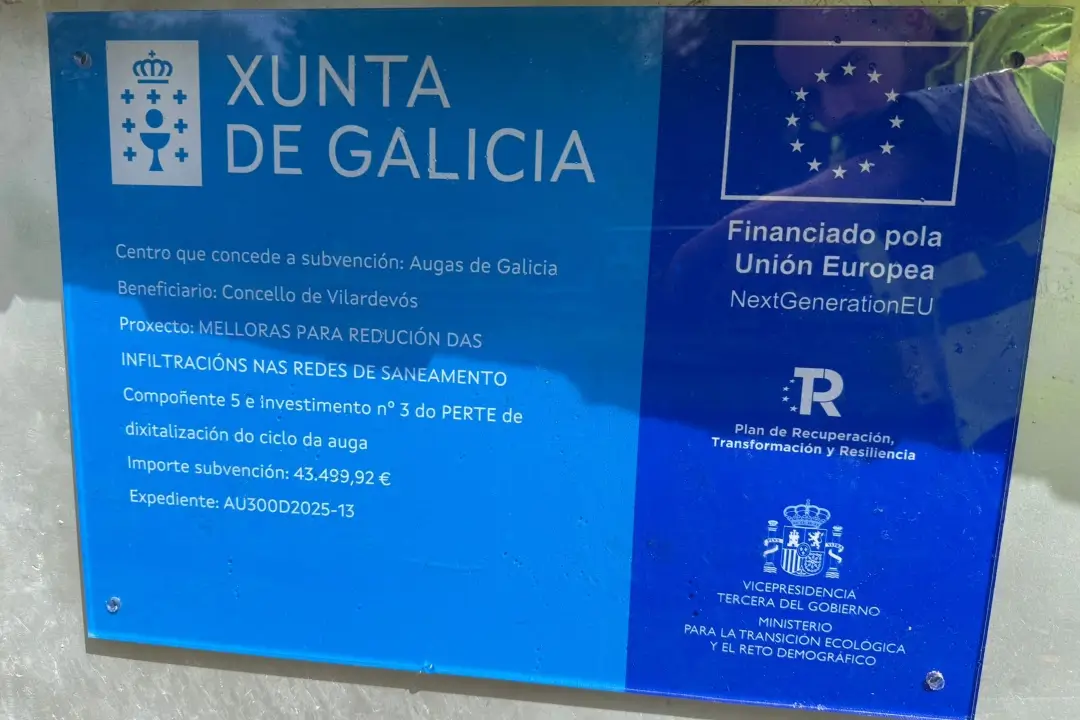 XUNTA
DE GALICIA
Centro que concede a subvención: Augas de Galicia
Beneficiario: Concello de Vilardevós
Proxecto: MELLORAS PARA REDUCIÓN DAS
INFILTRACIÓNS NAS REDES DE SANEAMENTO
Compoñente 5 e investimento nº 3 do PERTE de
dixitalización do ciclo da auga
Importe subvención: 43.499,92 €
Expediente: AU300D2025-13
Financiado pola
Unión Europea
NextGenerationEU
TR
Plan de Recuperación,
Transformación y Resiliencia
VICEPRESIDENCIA
TERCERA DEL GOBIERNO
MINISTERIO
PARA LA TRANSICIÓN ECOLÓGICA
Y EL RETO DEMOGRÁFICO